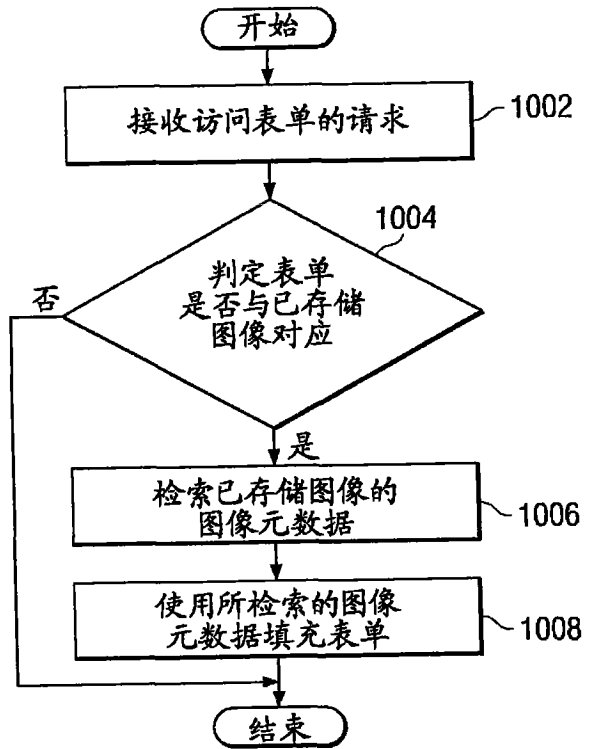 开始
接收访问表单的请求
1002
1004
判定表单
是否与已存储
图像对应
否
是
检索已存储图像的
图像元数据
1006
使用所检索的图像
元数据填充表单
1008
结束